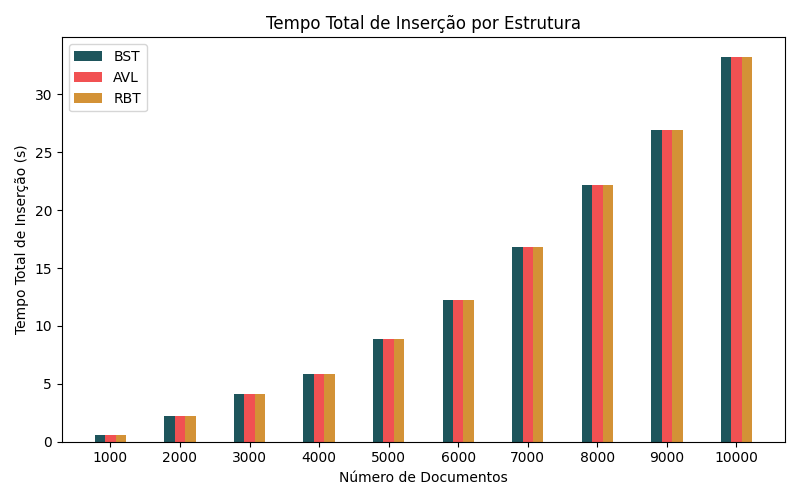 Tempo Total de Inserção por Estrutura
BST
AVL
RBT
Tempo Total de Inserção (s)
30
25
20
15
10
5
0
1000 2000 3000 4000 5000 6000 7000 8000 9000 10000
Número de Documentos